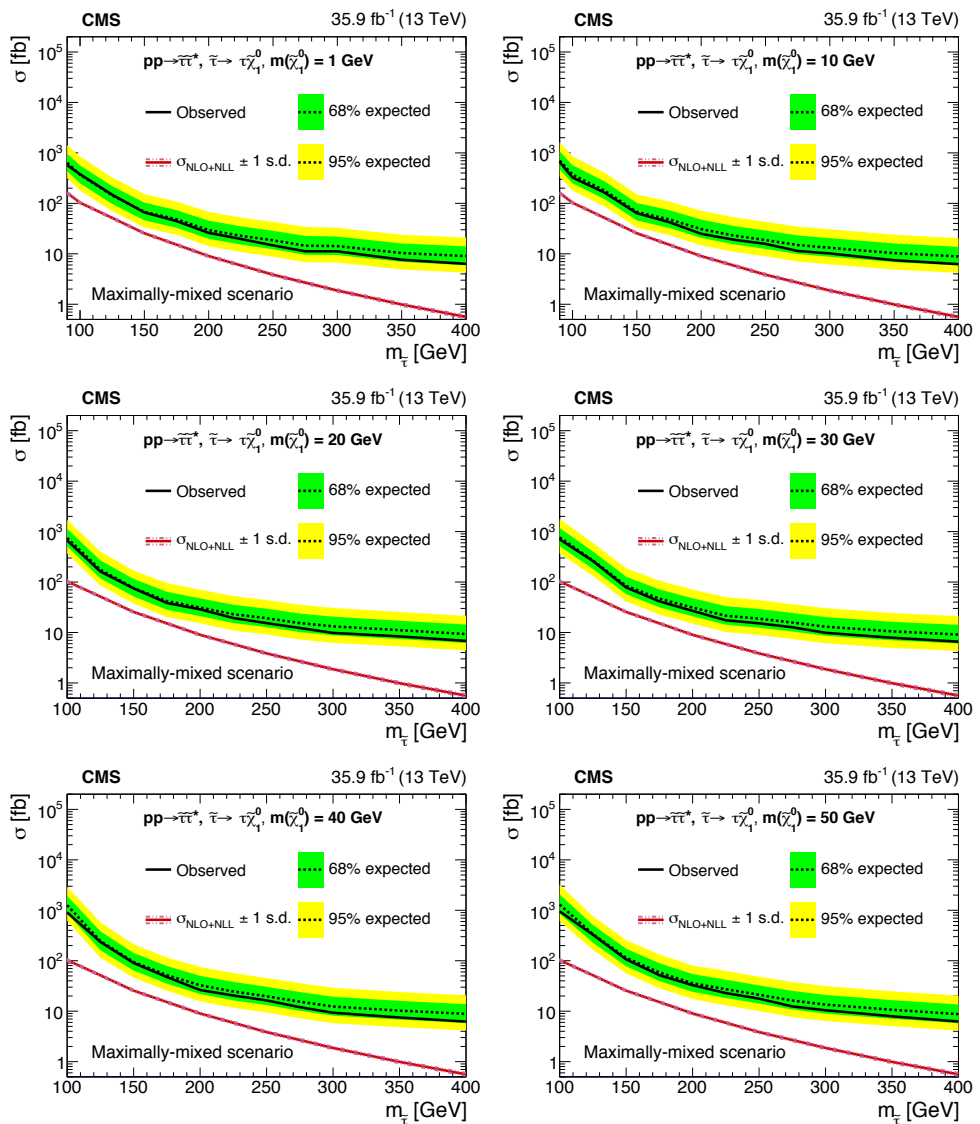 CMS 35.9 fb⁻¹ (13 TeV)
σ [fb]
pp→τ̃τ̃*, τ̃→ τχ̃₁⁰, m(χ̃₁⁰) = 1 GeV
Observed 68% expected
σNLO+NLL ± 1 s.d. 95% expected
10⁵
10⁴
10³
10²
10
1
Maximally-mixed scenario
100 150 200 250 300 350 400
mτ̃ [GeV]
CMS 35.9 fb⁻¹ (13 TeV)
σ [fb]
pp→τ̃τ̃*, τ̃→ τχ̃₁⁰, m(χ̃₁⁰) = 10 GeV
Observed 68% expected
σNLO+NLL ± 1 s.d. 95% expected
10⁵
10⁴
10³
10²
10
1
Maximally-mixed scenario
100 150 200 250 300 350 400
mτ̃ [GeV]
CMS 35.9 fb⁻¹ (13 TeV)
σ [fb]
pp→τ̃τ̃*, τ̃→ τχ̃₁⁰, m(χ̃₁⁰) = 20 GeV
Observed 68% expected
σNLO+NLL ± 1 s.d. 95% expected
10⁵
10⁴
10³
10²
10
1
Maximally-mixed scenario
100 150 200 250 300 350 400
mτ̃ [GeV]
CMS 35.9 fb⁻¹ (13 TeV)
σ [fb]
pp→τ̃τ̃*, τ̃→ τχ̃₁⁰, m(χ̃₁⁰) = 30 GeV
Observed 68% expected
σNLO+NLL ± 1 s.d. 95% expected
10⁵
10⁴
10³
10²
10
1
Maximally-mixed scenario
100 150 200 250 300 350 400
mτ̃ [GeV]
CMS 35.9 fb⁻¹ (13 TeV)
σ [fb]
pp→τ̃τ̃*, τ̃→ τχ̃₁⁰, m(χ̃₁⁰) = 40 GeV
Observed 68% expected
σNLO+NLL ± 1 s.d. 95% expected
10⁵
10⁴
10³
10²
10
1
Maximally-mixed scenario
100 150 200 250 300 350 400
mτ̃ [GeV]
CMS 35.9 fb⁻¹ (13 TeV)
σ [fb]
pp→τ̃τ̃*, τ̃→ τχ̃₁⁰, m(χ̃₁⁰) = 50 GeV
Observed 68% expected
σNLO+NLL ± 1 s.d. 95% expected
10⁵
10⁴
10³
10²
10
1
Maximally-mixed scenario
100 150 200 250 300 350 400
mτ̃ [GeV]